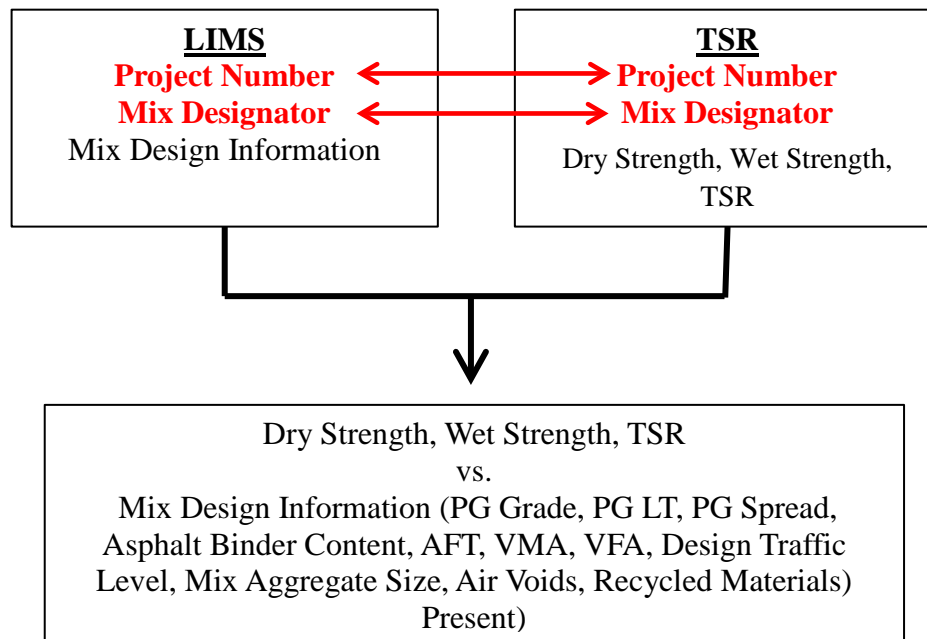 LIMS
Project Number
Mix Designator
Mix Design Information
TSR
Project Number
Mix Designator
Dry Strength, Wet Strength,
TSR
Dry Strength, Wet Strength, TSR
vs.
Mix Design Information (PG Grade, PG LT, PG Spread,
Asphalt Binder Content, AFT, VMA, VFA, Design Traffic
Level, Mix Aggregate Size, Air Voids, Recycled Materials)
Present)